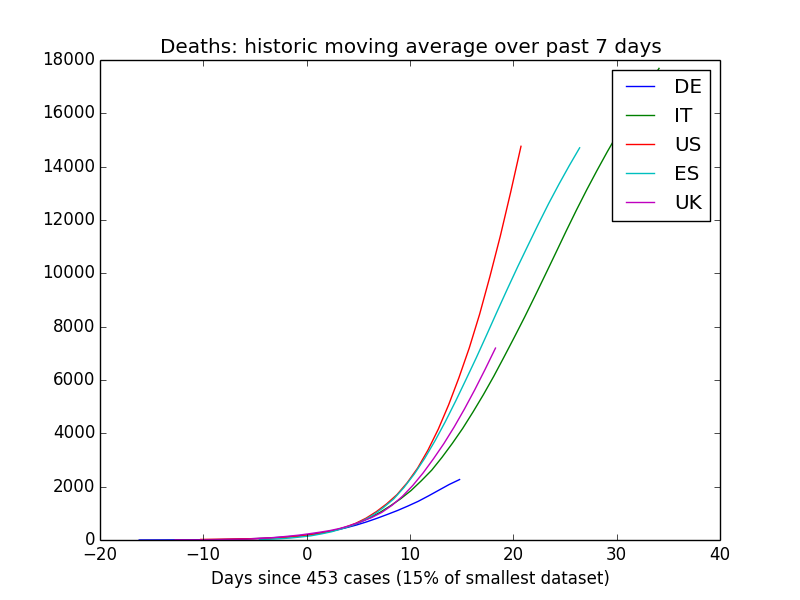 Deaths: historic moving average over past 7 days
18000
16000
14000
12000
10000
8000
6000
4000
2000
0
DE
IT
US
ES
UK
−20
−10
0
10
20
30
40
Days since 453 cases (15% of smallest dataset)